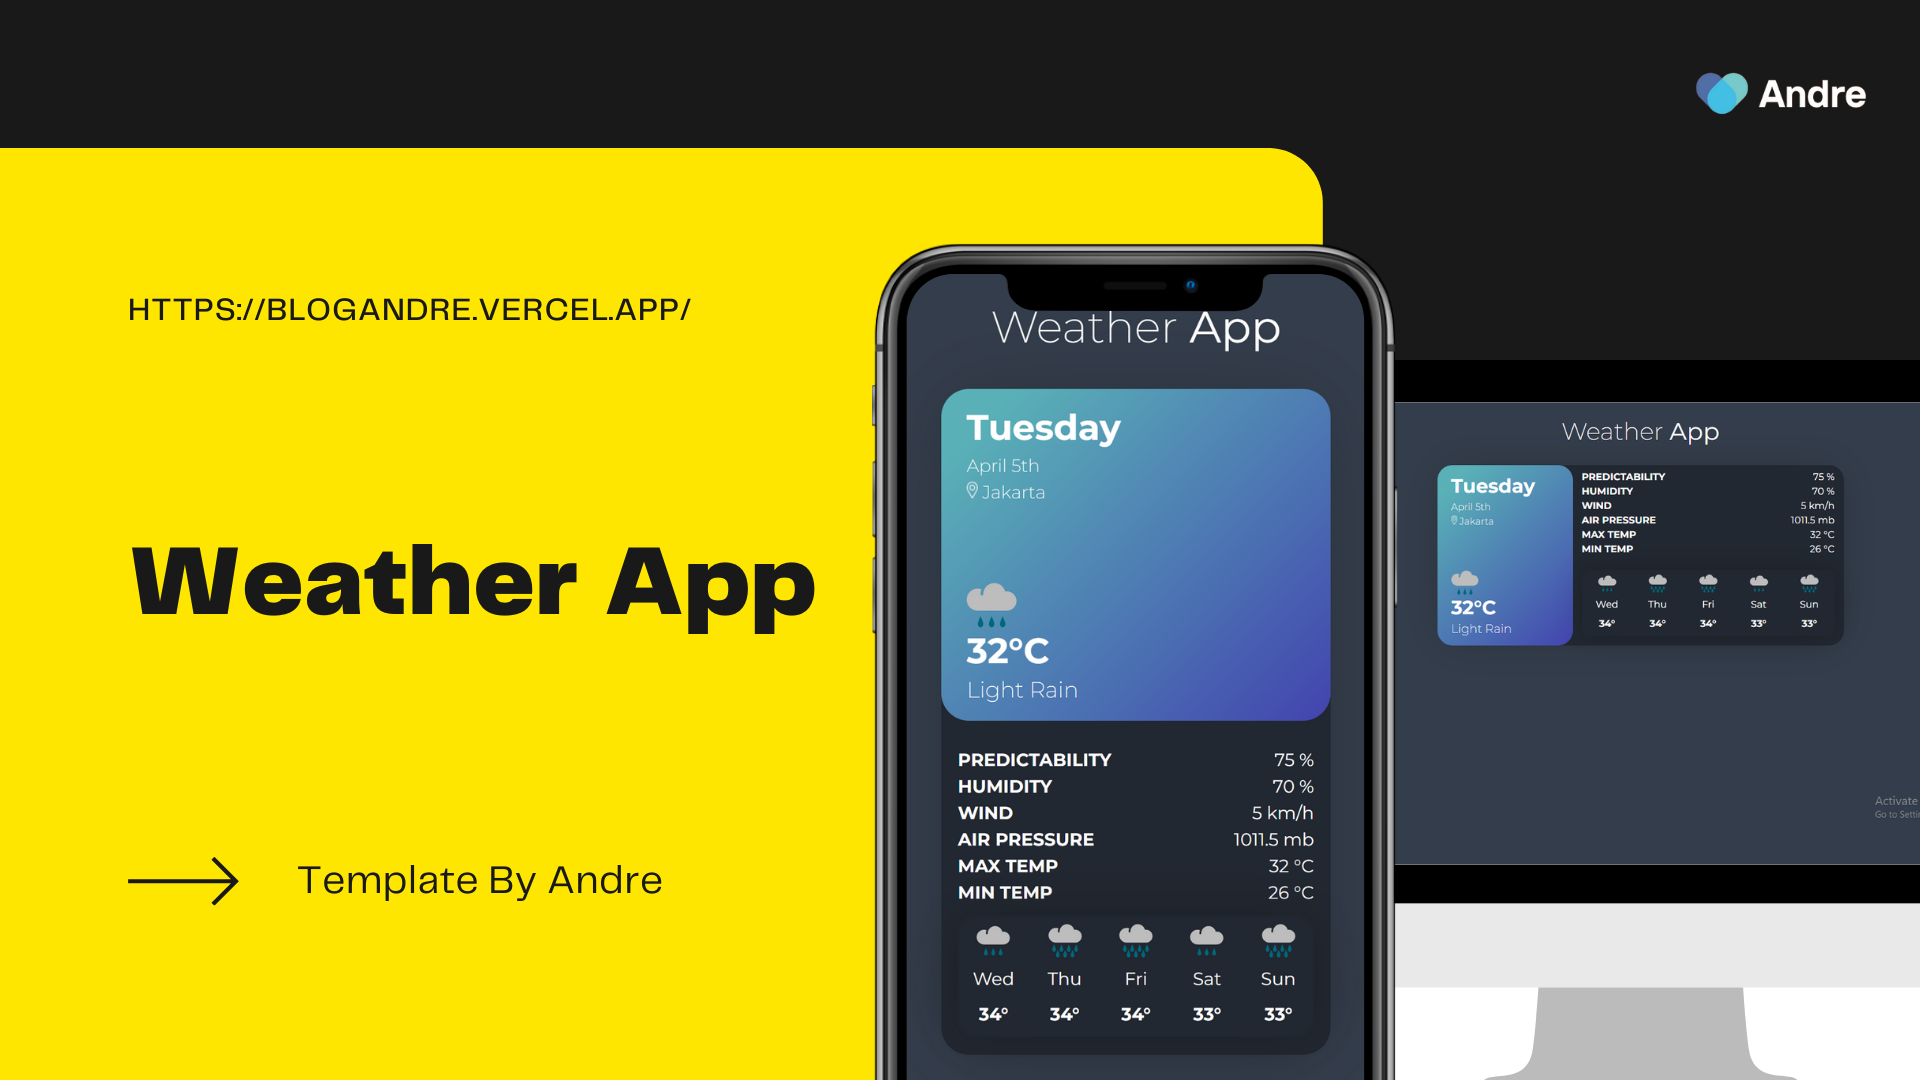 Andre
HTTPS://BLOGANDRE.VERCEL.APP/
Weather App
Template By Andre
Weather App
Tuesday
April 5th
Jakarta
32°C
Light Rain
PREDICTABILITY 75 %
HUMIDITY 70 %
WIND 5 km/h
AIR PRESSURE 1011.5 mb
MAX TEMP 32 °C
MIN TEMP 26 °C
Wed Thu Fri Sat Sun
34° 34° 34° 33° 33°
Weather App
Tuesday
April 5th
Jakarta
32°C
Light Rain
PREDICTABILITY 75 %
HUMIDITY 70 %
WIND 5 km/h
AIR PRESSURE 1011.5 mb
MAX TEMP 32 °C
MIN TEMP 26 °C
Wed Thu Fri Sat Sun
34° 34° 34° 33° 33°
Activate
Go to